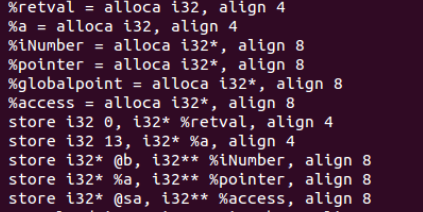 %retval = alloca i32, align 4
%a = alloca i32, align 4
%iNumber = alloca i32*, align 8
%pointer = alloca i32*, align 8
%globalpoint = alloca i32*, align 8
%access = alloca i32*, align 8
store i32 0, i32* %retval, align 4
store i32 13, i32* %a, align 4
store i32* @b, i32** %iNumber, align 8
store i32* %a, i32** %pointer, align 8
store i32* @sa, i32** %access, align 8